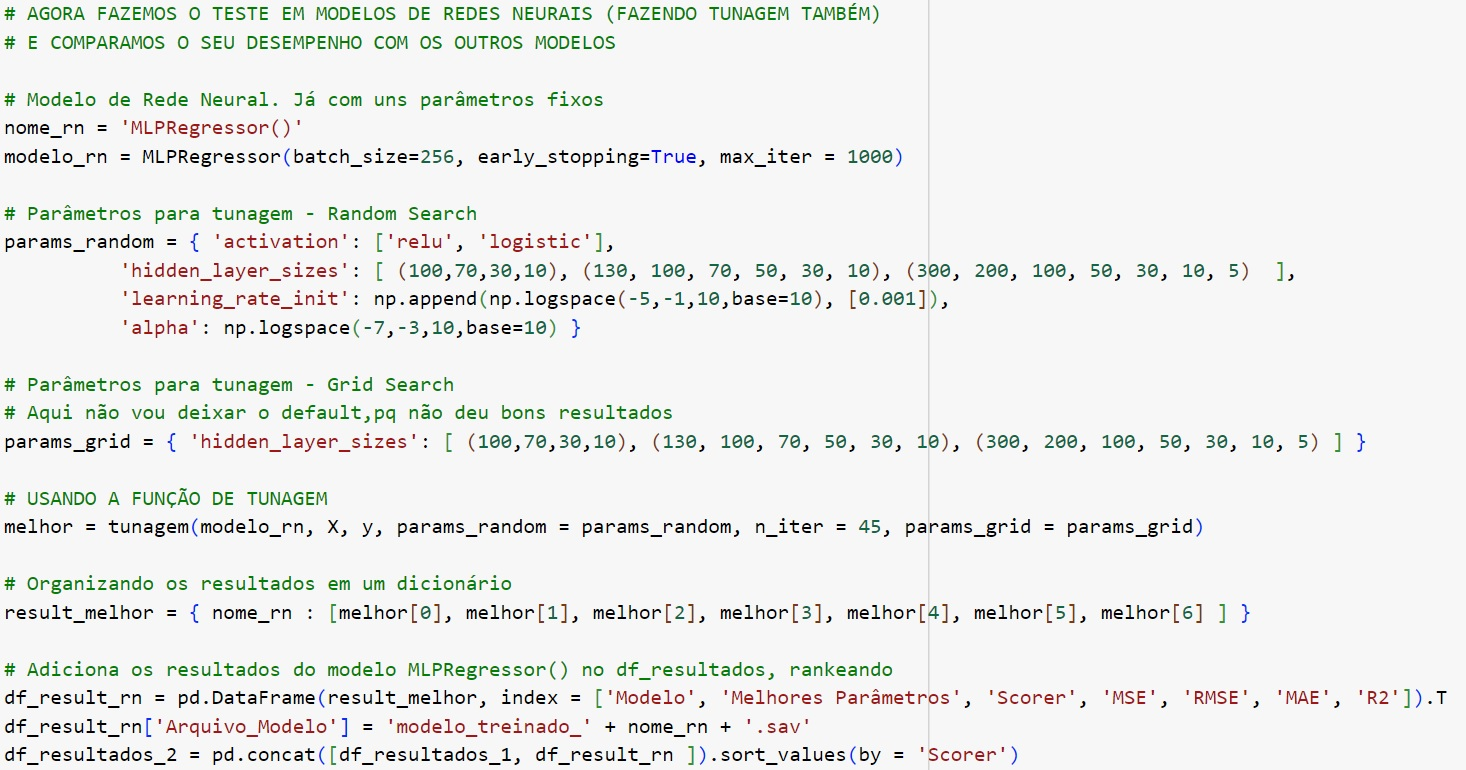 # AGORA FAZEMOS O TESTE EM MODELOS DE REDES NEURAIS (FAZENDO TUNAGEM TAMBÉM)
# E COMPARAMOS O SEU DESEMPENHO COM OS OUTROS MODELOS
# Modelo de Rede Neural. Já com uns parâmetros fixos
nome_rn = 'MLPRegressor()'
modelo_rn = MLPRegressor(batch_size=256, early_stopping=True, max_iter = 1000)
# Parâmetros para tunagem - Random Search
params_random = { 'activation': ['relu', 'logistic'],
'hidden_layer_sizes': [ (100,70,30,10), (130, 100, 70, 50, 30, 10), (300, 200, 100, 50, 30, 10, 5)  ],
'learning_rate_init': np.append(np.logspace(-5,-1,10,base=10), [0.001]),
'alpha': np.logspace(-7,-3,10,base=10) }
# Parâmetros para tunagem - Grid Search
# Aqui não vou deixar o default,pq não deu bons resultados
params_grid = { 'hidden_layer_sizes': [ (100,70,30,10), (130, 100, 70, 50, 30, 10), (300, 200, 100, 50, 30, 10, 5) ] }
# USANDO A FUNÇÃO DE TUNAGEM
melhor = tunagem(modelo_rn, X, y, params_random = params_random, n_iter = 45, params_grid = params_grid)
# Organizando os resultados em um dicionário
result_melhor = { nome_rn : [melhor[0], melhor[1], melhor[2], melhor[3], melhor[4], melhor[5], melhor[6] ] }
# Adiciona os resultados do modelo MLPRegressor() no df_resultados, rankeando
df_result_rn = pd.DataFrame(result_melhor, index = ['Modelo', 'Melhores Parâmetros', 'Scorer', 'MSE', 'RMSE', 'MAE', 'R2']).T
df_result_rn['Arquivo_Modelo'] = 'modelo_treinado_' + nome_rn + '.sav'
df_resultados_2 = pd.concat([df_resultados_1, df_result_rn ]).sort_values(by = 'Scorer')